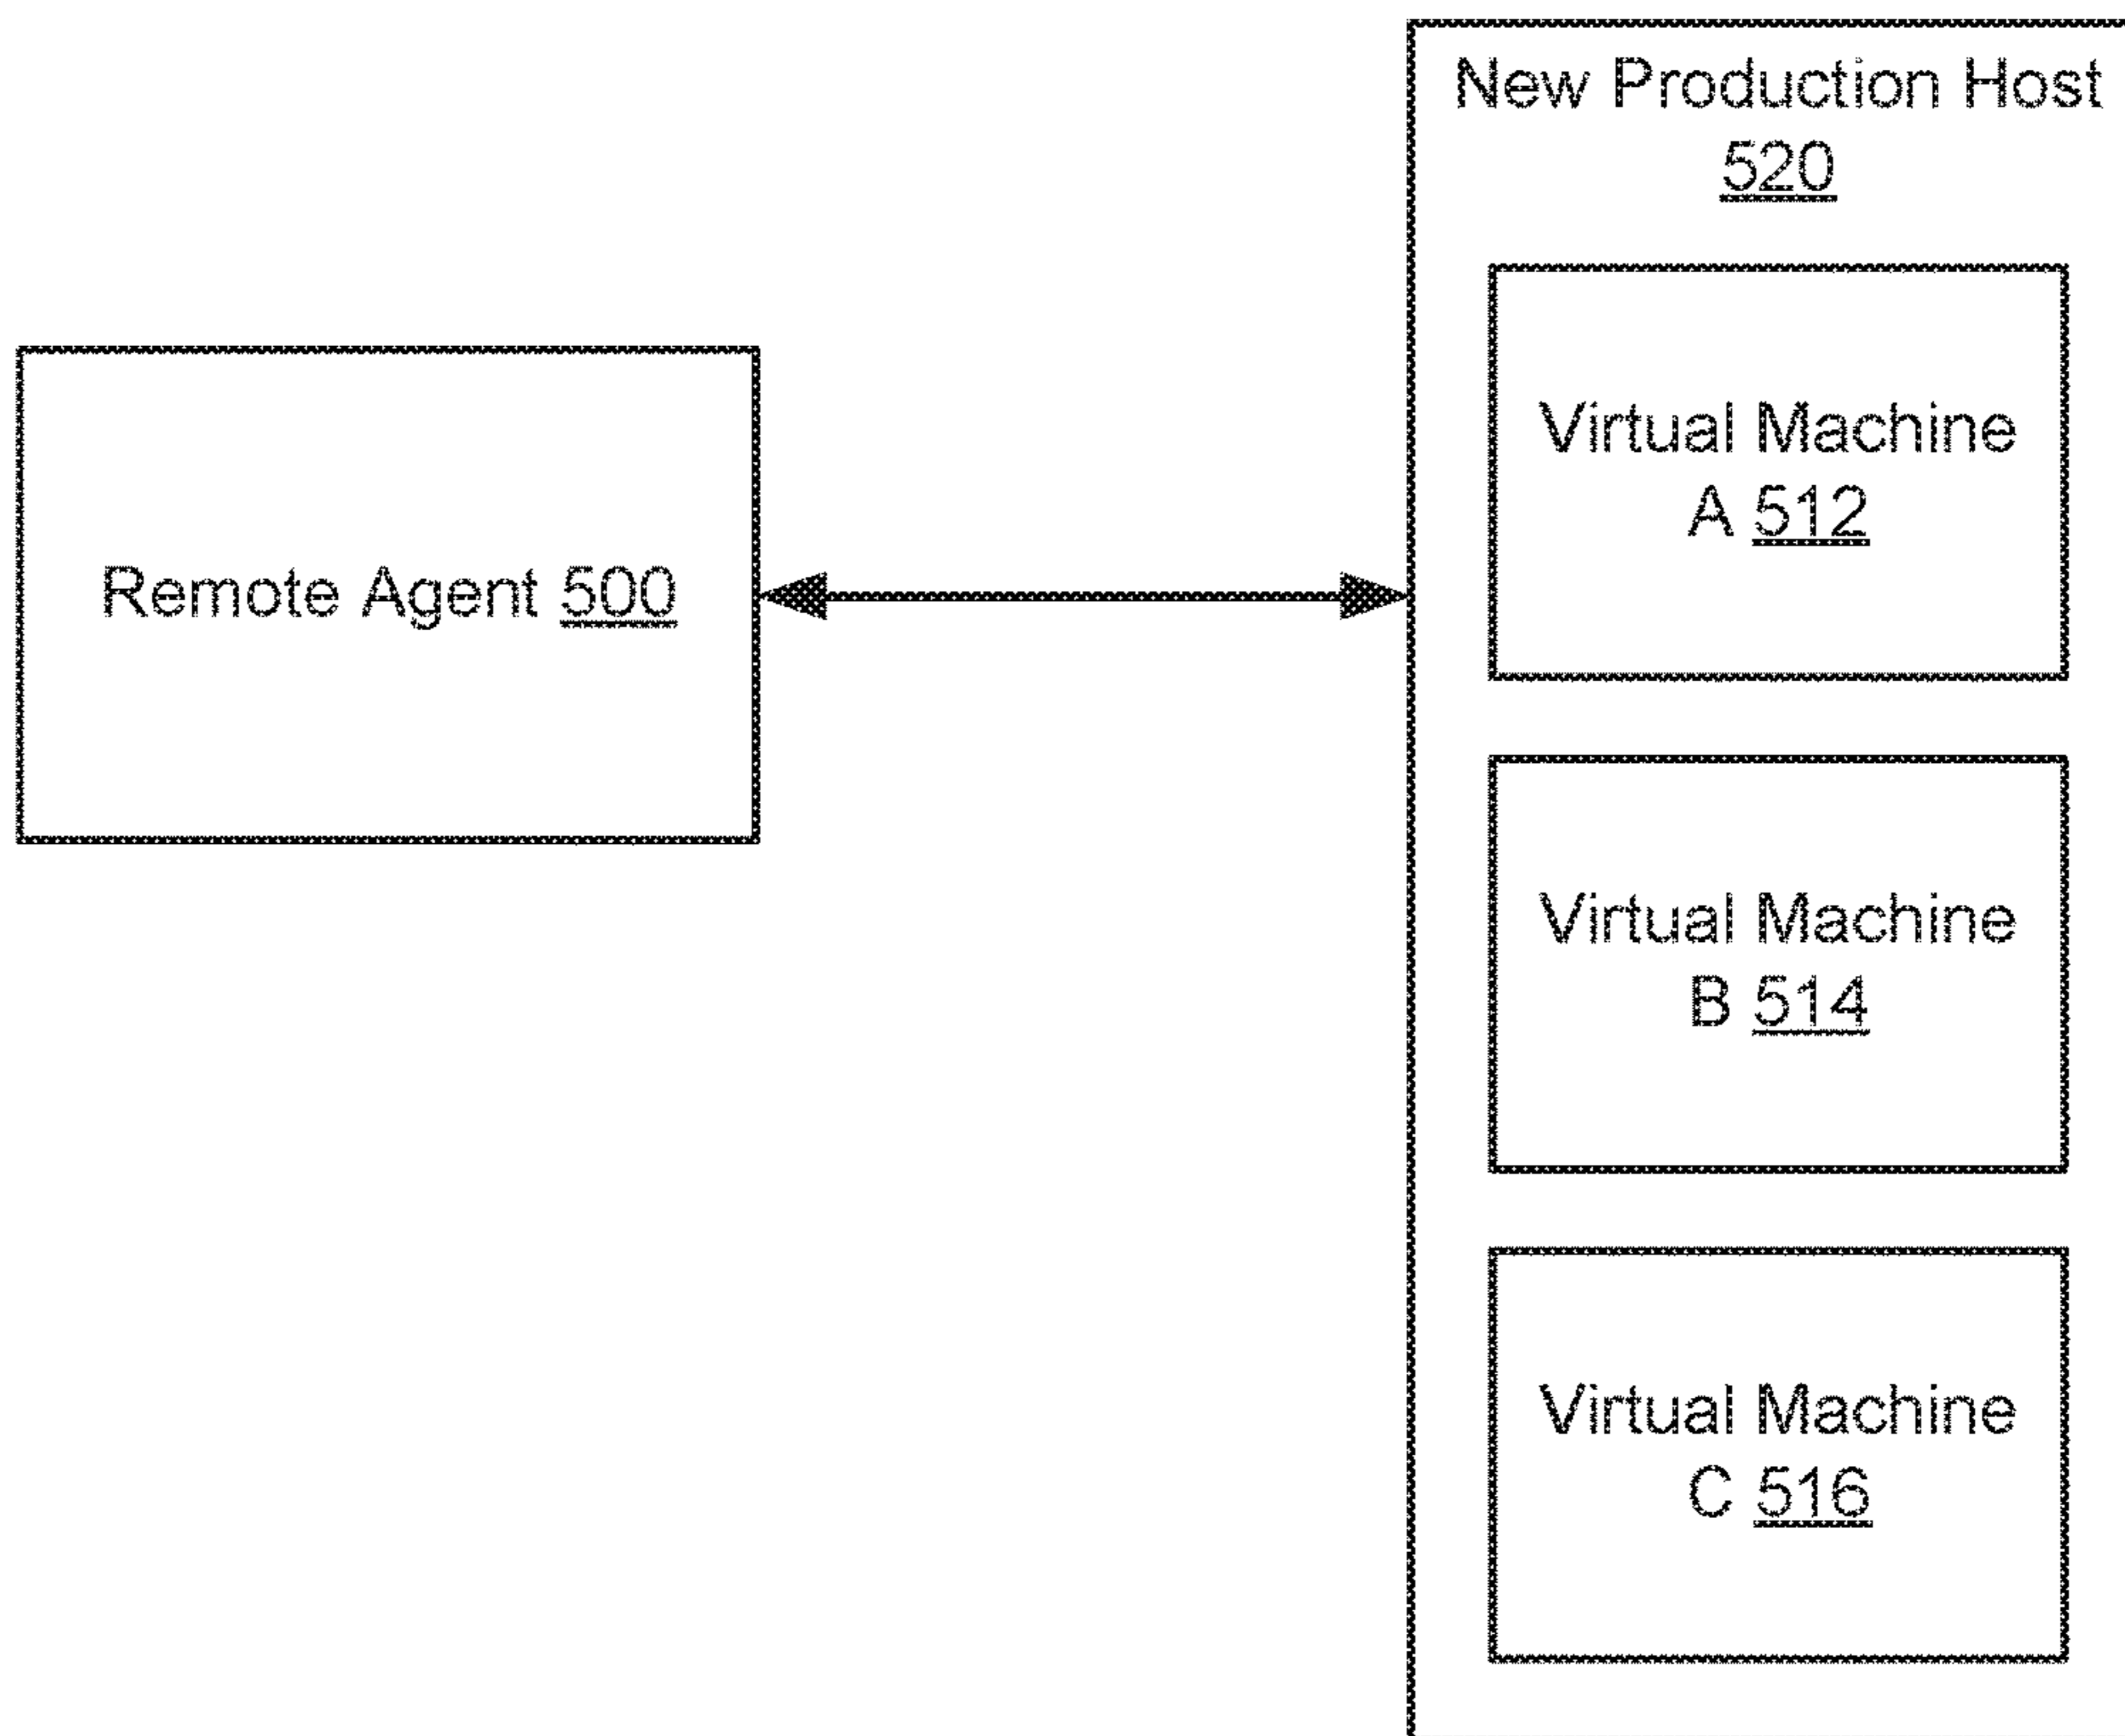 New Production Host
520
Virtual Machine
A 512
Remote Agent 500
Virtual Machine
B 514
Virtual Machine
C 516